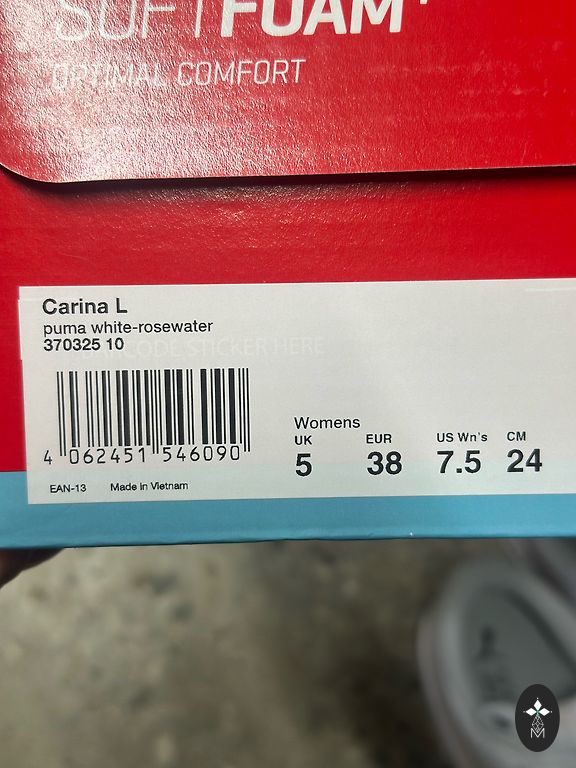 SOFTFOAM+
OPTIMAL COMFORT
Carina L
puma white-rosewater
370325 10
BARCODE STICKER HERE
Womens
UK EUR US Wn's CM
5 38 7.5 24
4 062451 546090
EAN-13 Made in Vietnam
M